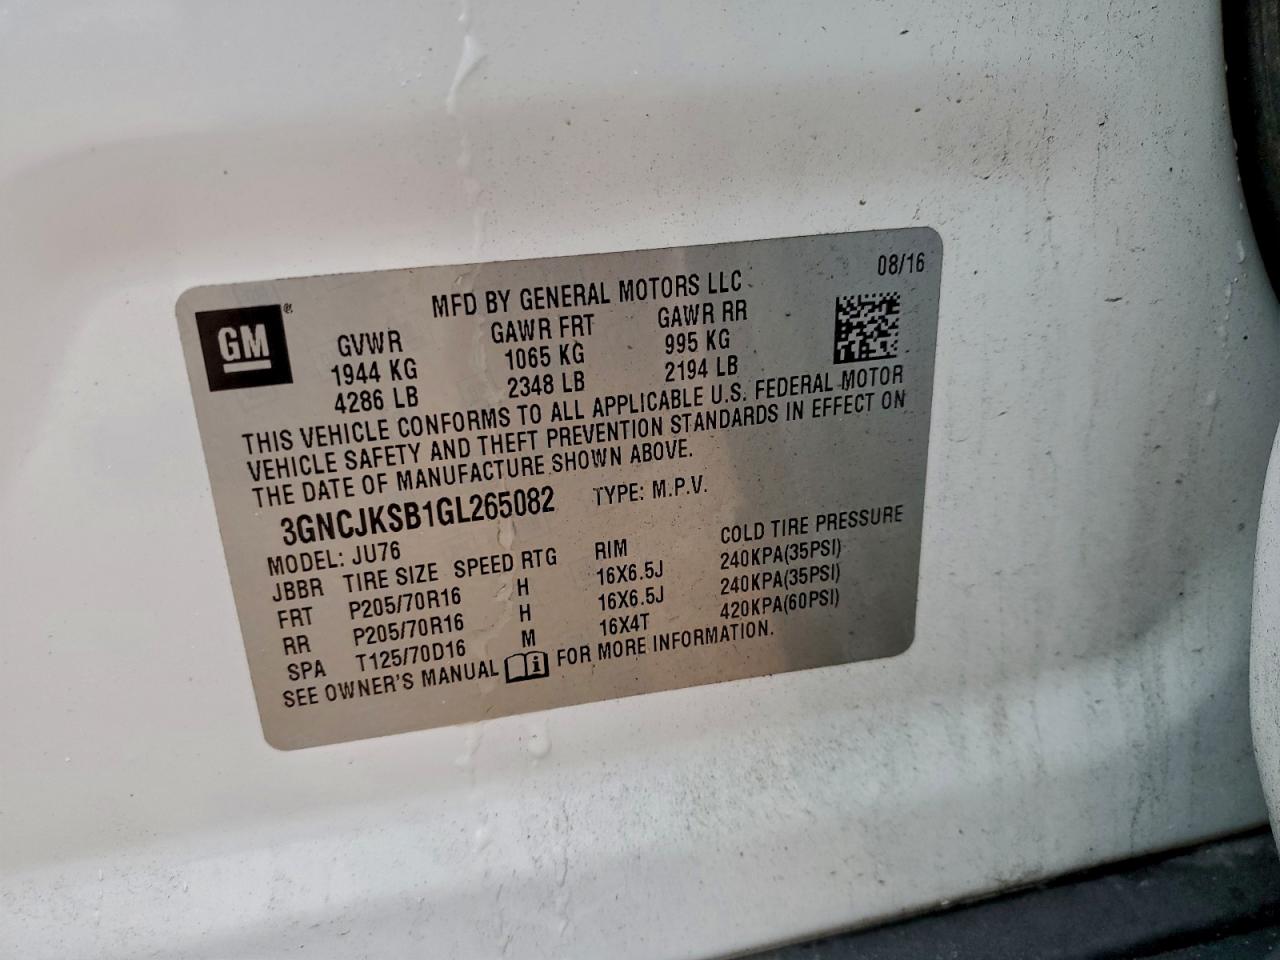 08/16
MFD BY GENERAL MOTORS LLC
GM ®
GVWR GAWR FRT GAWR RR
1944 KG 1065 KG 995 KG
4286 LB 2348 LB 2194 LB
THIS VEHICLE CONFORMS TO ALL APPLICABLE U.S. FEDERAL MOTOR
VEHICLE SAFETY AND THEFT PREVENTION STANDARDS IN EFFECT ON
THE DATE OF MANUFACTURE SHOWN ABOVE.
3GNCJKSB1GL265082 TYPE: M.P.V.
MODEL: JU76
JBBR TIRE SIZE SPEED RTG RIM COLD TIRE PRESSURE
FRT P205/70R16 H 16X6.5J 240KPA(35PSI)
RR P205/70R16 H 16X6.5J 240KPA(35PSI)
SPA T125/70D16 M 16X4T 420KPA(60PSI)
SEE OWNER'S MANUAL i FOR MORE INFORMATION.